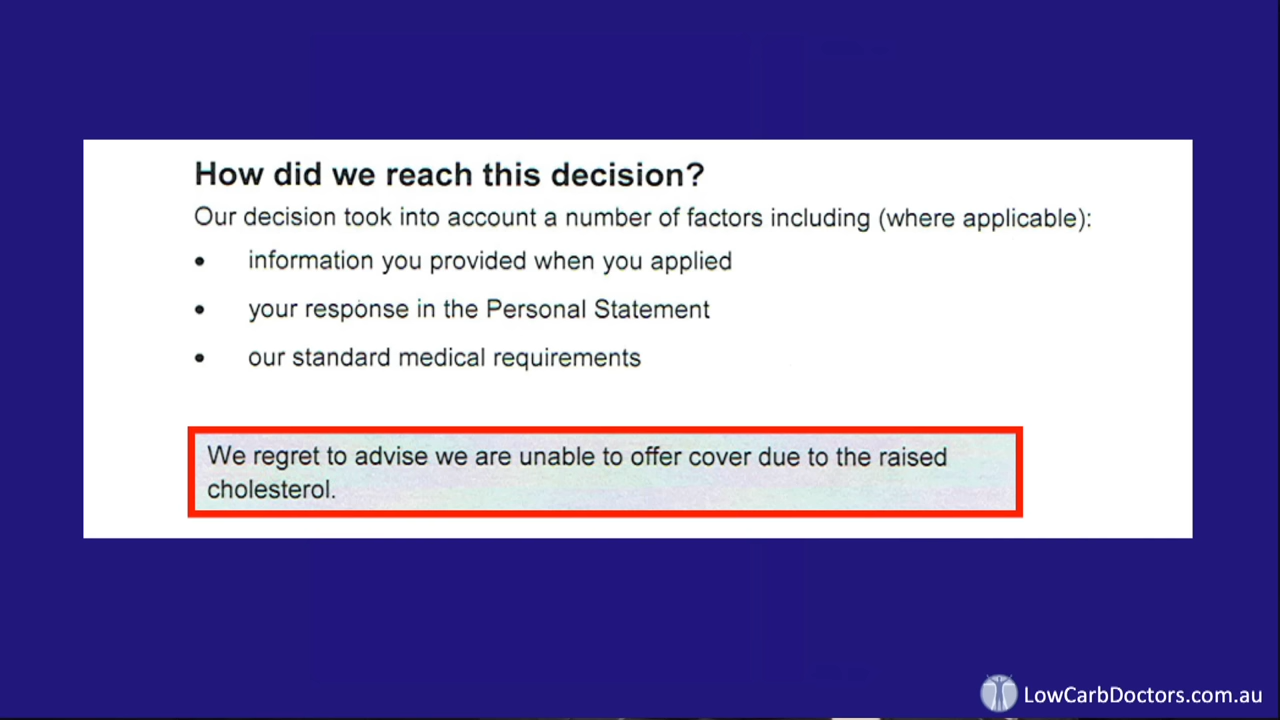 How did we reach this decision?
Our decision took into account a number of factors including (where applicable):
• information you provided when you applied
• your response in the Personal Statement
• our standard medical requirements
We regret to advise we are unable to offer cover due to the raised
cholesterol.
LowCarbDoctors.com.au